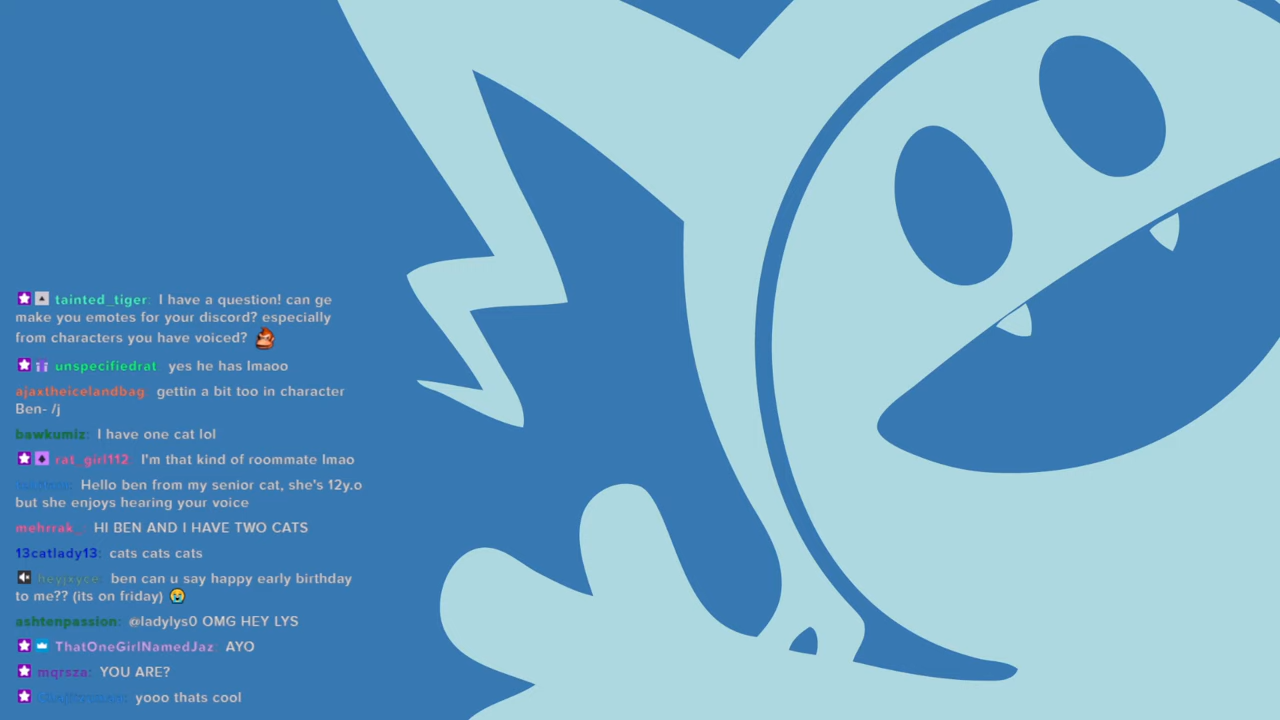 tainted_tiger: I have a question! can ge
make you emotes for your discord? especially
from characters you have voiced?
unspecifiedrat: yes he has lmaoo
ajaxtheicelandbag: gettin a bit too in character
Ben- /j
bawkumiz: I have one cat lol
rat_girl112: I'm that kind of roommate lmao
Hello ben from my senior cat, she's 12y.o
but she enjoys hearing your voice
mehrrak_: HI BEN AND I HAVE TWO CATS
13catlady13: cats cats cats
heyjxyce: ben can u say happy early birthday
to me?? (its on friday)
ashtenpassion: @ladylys0 OMG HEY LYS
ThatOneGirlNamedJaz: AYO
mqrsza: YOU ARE?
yooo thats cool